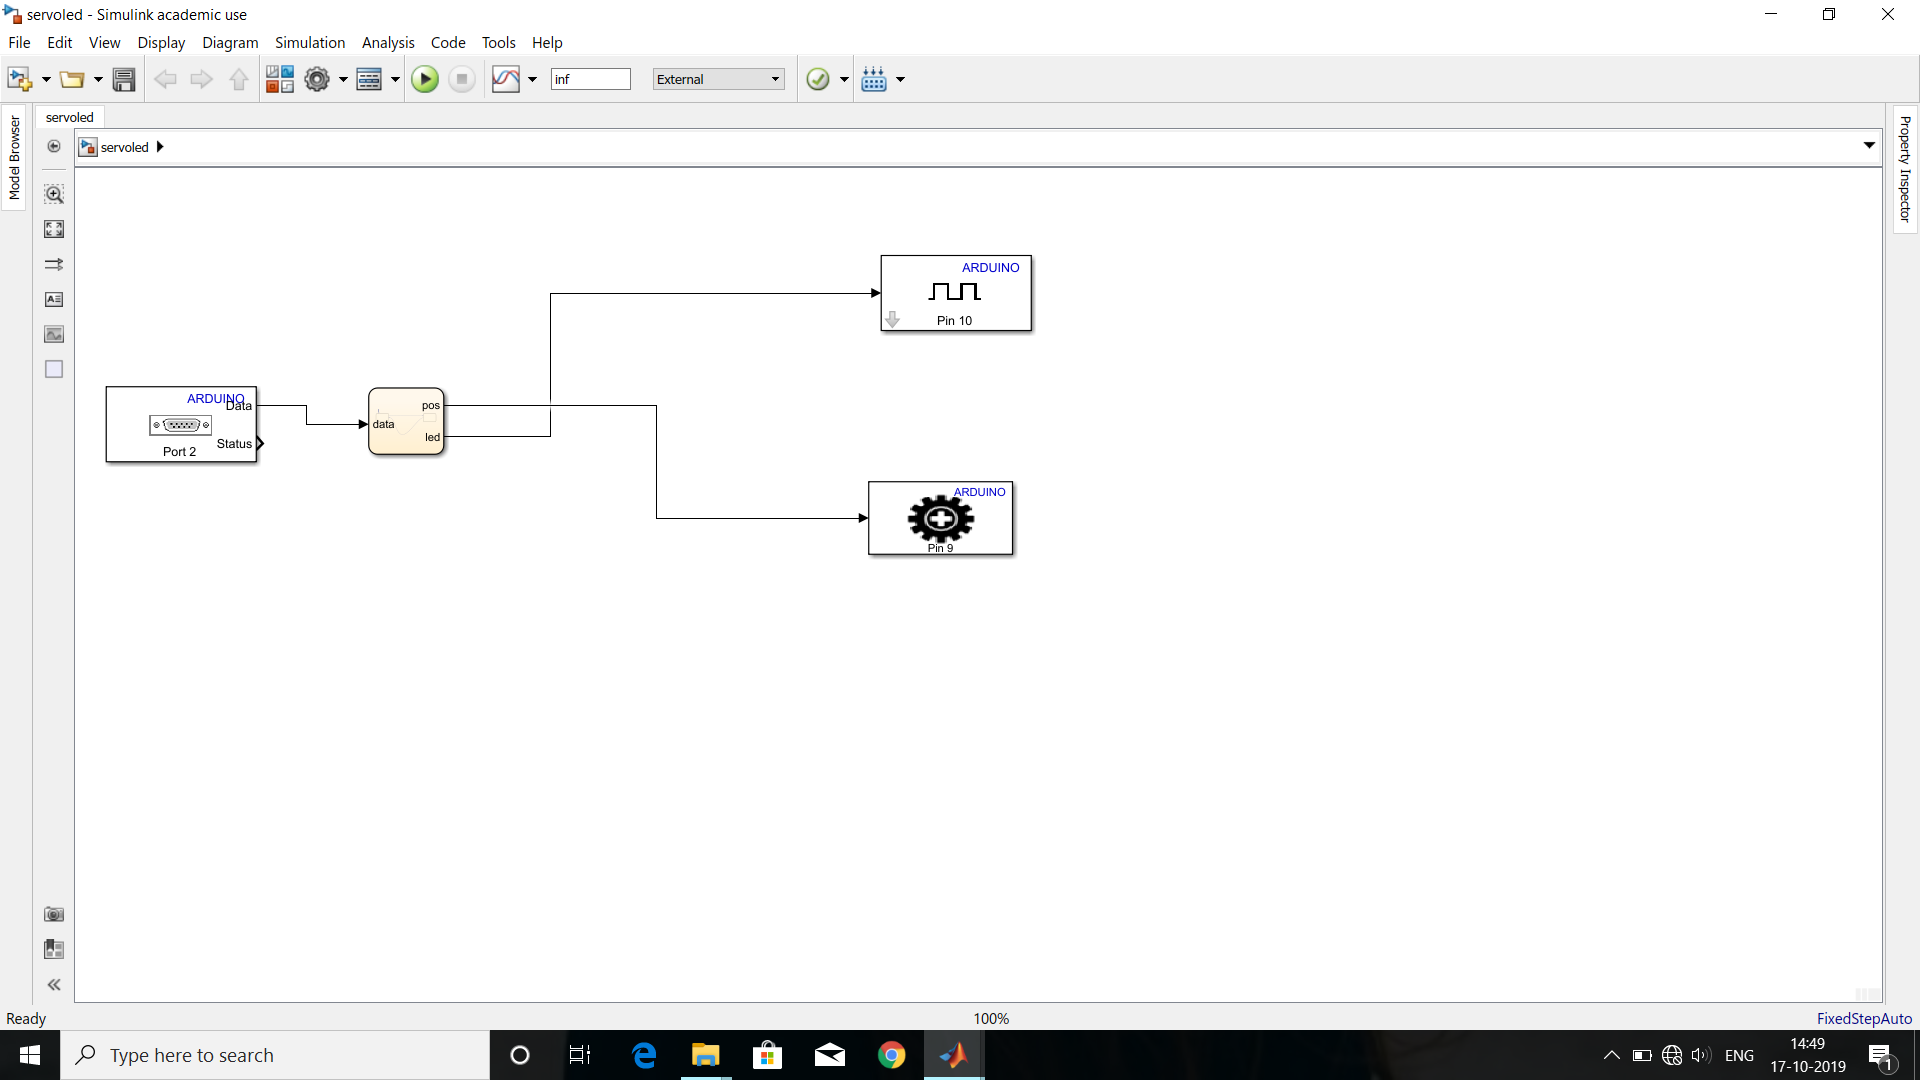 servoled - Simulink academic use
File Edit View Display Diagram Simulation Analysis Code Tools Help
inf External
Model Browser
servoled
servoled
Property Inspector
ARDUINO
Pin 10
ARDUINO
Data
Status
Port 2
data
pos
led
ARDUINO
Pin 9
Ready 100% FixedStepAuto
Type here to search
ENG
14:49
17-10-2019
1